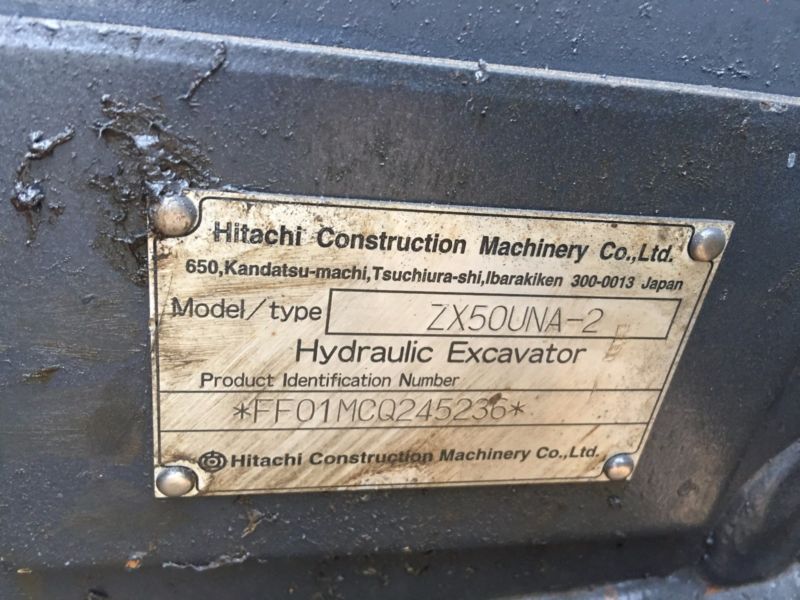 Hitachi Construction Machinery Co.,Ltd.
650,Kandatsu-machi,Tsuchiura-shi,Ibarakiken 300-0013 Japan
Model/type ZX50UNA-2
Hydraulic Excavator
Product Identification Number
*FF01MCQ245236*
Hitachi Construction Machinery Co.,Ltd.